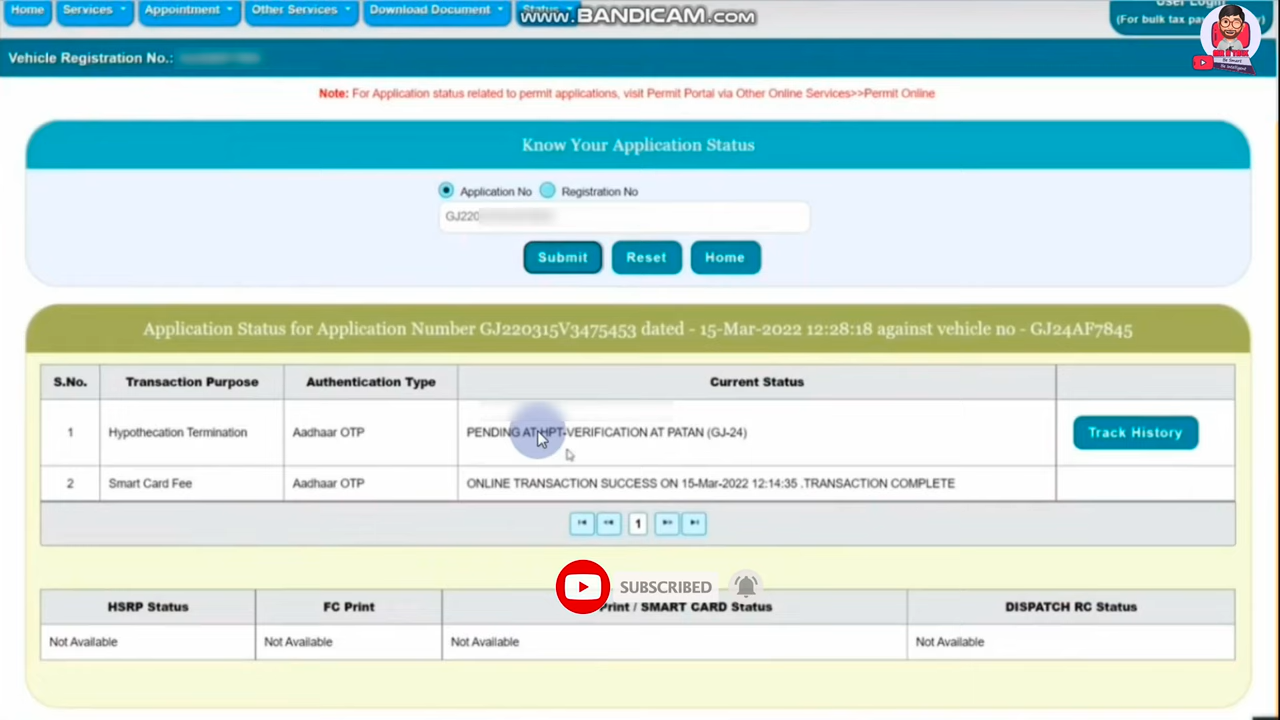 www.BANDICAM.com
Home Services Appointment Other Services Download Document Status
User Login
(For bulk tax
Vehicle Registration No.:
Note: For Application status related to permit applications, visit Permit Portal via Other Online Services>>Permit Online
Know Your Application Status
Application No Registration No
GJ220
Submit Reset Home
Application Status for Application Number GJ220315V3475453 dated - 15-Mar-2022 12:28:18 against vehicle no - GJ24AF7845
S.No. Transaction Purpose Authentication Type Current Status
1 Hypothecation Termination Aadhaar OTP PENDING AT HPT-VERIFICATION AT PATAN (GJ-24) Track History
2 Smart Card Fee Aadhaar OTP ONLINE TRANSACTION SUCCESS ON 15-Mar-2022 12:14:35 .TRANSACTION COMPLETE
1
SUBSCRIBED
HSRP Status FC Print Print / SMART CARD Status DISPATCH RC Status
Not Available Not Available Not Available Not Available